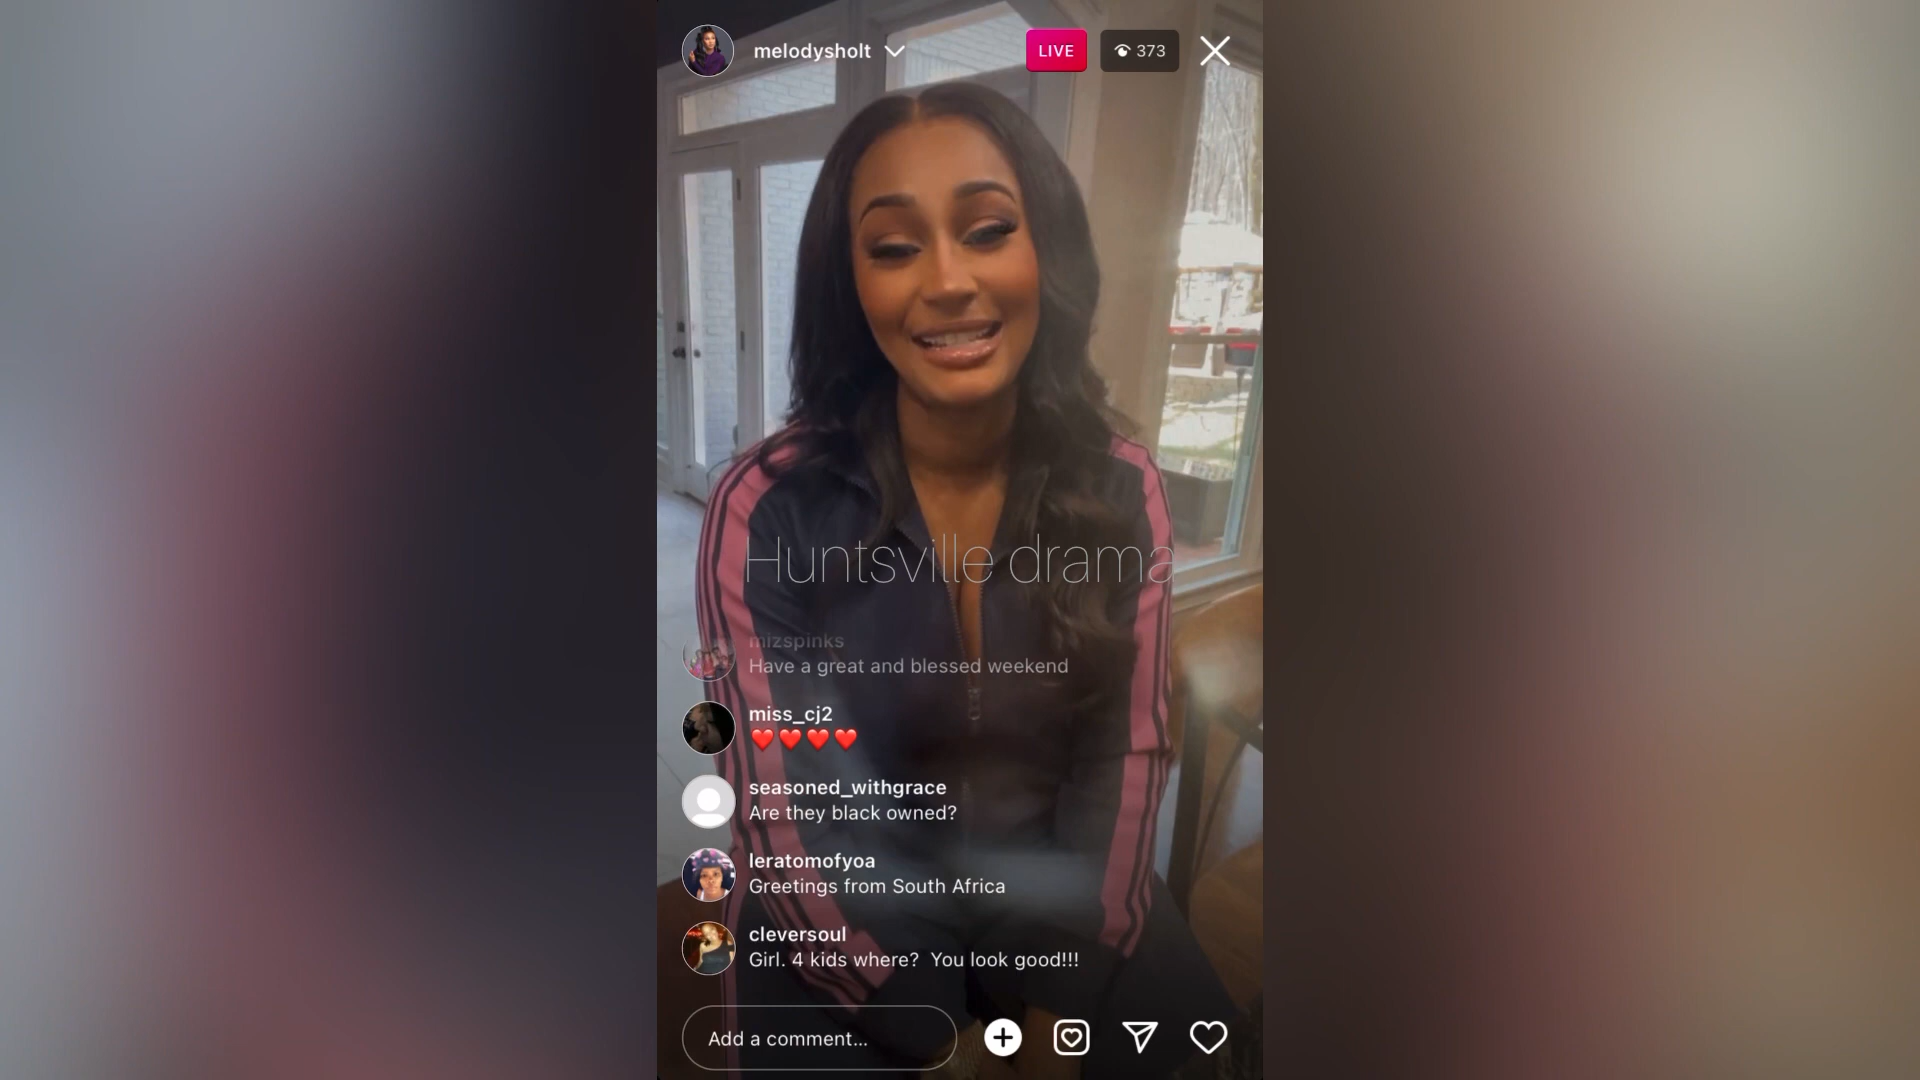 melodysholt
LIVE
373
Huntsville drama
mizspinks
Have a great and blessed weekend
miss_cj2
❤️❤️❤️❤️
seasoned_withgrace
Are they black owned?
leratomofyoa
Greetings from South Africa
cleversoul
Girl. 4 kids where? You look good!!!
Add a comment...